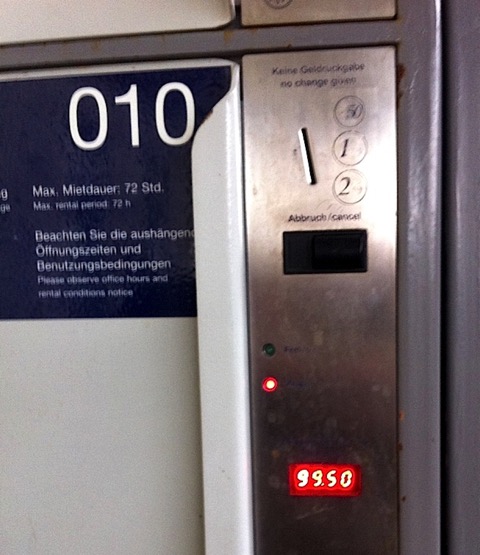 010
Max. Mietdauer: 72 Std.
Max. rental period: 72 h
Beachten Sie die aushängen
Öffnungszeiten und
Benutzungsbedingungen
Please observe office hours and
rental conditions notice
Keine Geldrückgabe
no change given
50
1
2
Abbruch/cancel
99.50